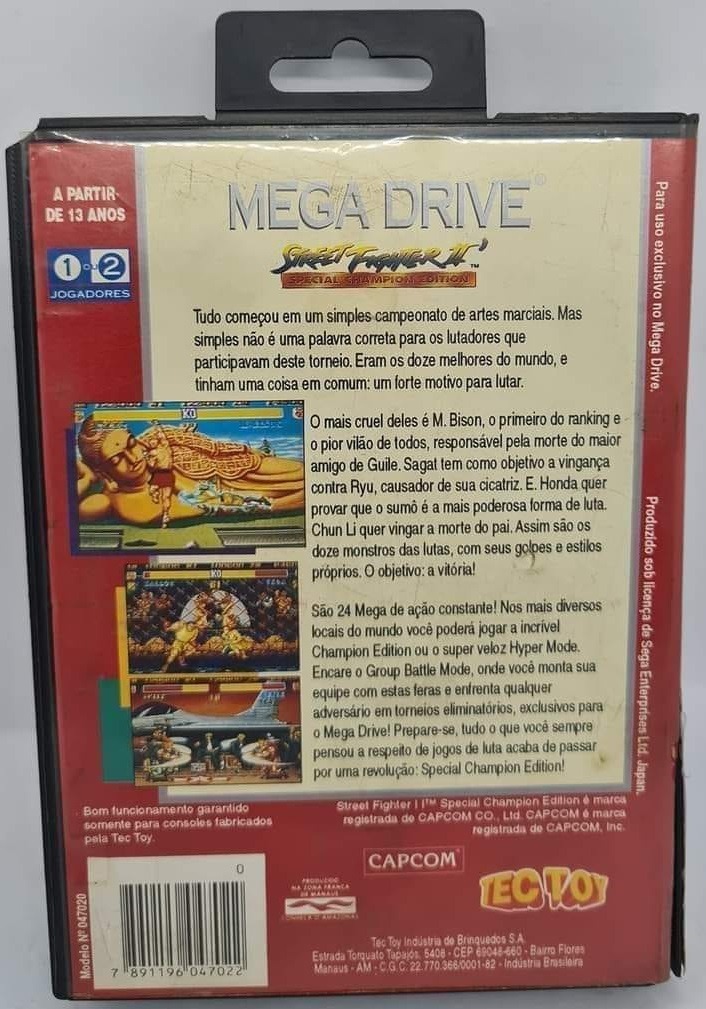 A PARTIR
DE 13 ANOS
1 OU 2
JOGADORES
MEGA DRIVE®
STREET FIGHTER II'™
SPECIAL CHAMPION EDITION
Tudo começou em um simples campeonato de artes marciais. Mas
simples não é uma palavra correta para os lutadores que
participavam deste torneio. Eram os doze melhores do mundo, e
tinham uma coisa em comum: um forte motivo para lutar.
KO
O mais cruel deles é M. Bison, o primeiro do ranking e
o pior vilão de todos, responsável pela morte do maior
amigo de Guile. Sagat tem como objetivo a vingança
contra Ryu, causador de sua cicatriz. E. Honda quer
provar que o sumô é a mais poderosa forma de luta.
Chun Li quer vingar a morte do pai. Assim são os
doze monstros das lutas, com seus golpes e estilos
próprios. O objetivo: a vitória!
KO
São 24 Mega de ação constante! Nos mais diversos
locais do mundo você poderá jogar a incrível
Champion Edition ou o super veloz Hyper Mode.
Encare o Group Battle Mode, onde você monta sua
equipe com estas feras e enfrenta qualquer
adversário em torneios eliminatórios, exclusivos para
o Mega Drive! Prepare-se, tudo o que você sempre
pensou a respeito de jogos de luta acaba de passar
por uma revolução: Special Champion Edition!
Para uso exclusivo no Mega Drive.
Produzido sob licença de Sega Enterprises Ltd. Japan.
Bom funcionamento garantido
somente para consoles fabricados
pela Tec Toy.
Street Fighter I I™ Special Champion Edition é marca
registrada de CAPCOM CO., Ltd. CAPCOM é marca
registrada de CAPCOM, Inc.
CAPCOM
TEC TOY
PRODUZIDO
NA ZONA FRANCA
DE MANAUS
CONHEÇA O AMAZONAS
Modelo Nº 047020
0
7 891196 047022
Tec Toy Indústria de Brinquedos S.A.
Estrada Torquato Tapajós, 5408 - CEP 69048-660 - Bairro Flores
Manaus - AM - C.G.C. 22.770.366/0001-82 - Indústria Brasileira